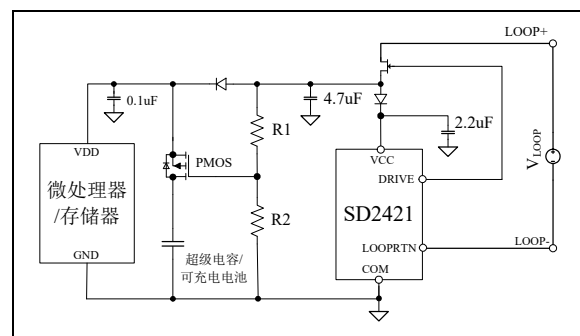 LOOP+
0.1uF
4.7uF
2.2uF
R1
VDD
PMOS
VCC
DRIVE
V_LOOP
微处理器
/存储器
R2
SD2421
LOOPRTN
LOOP-
GND
超级电容/
可充电电池
COM